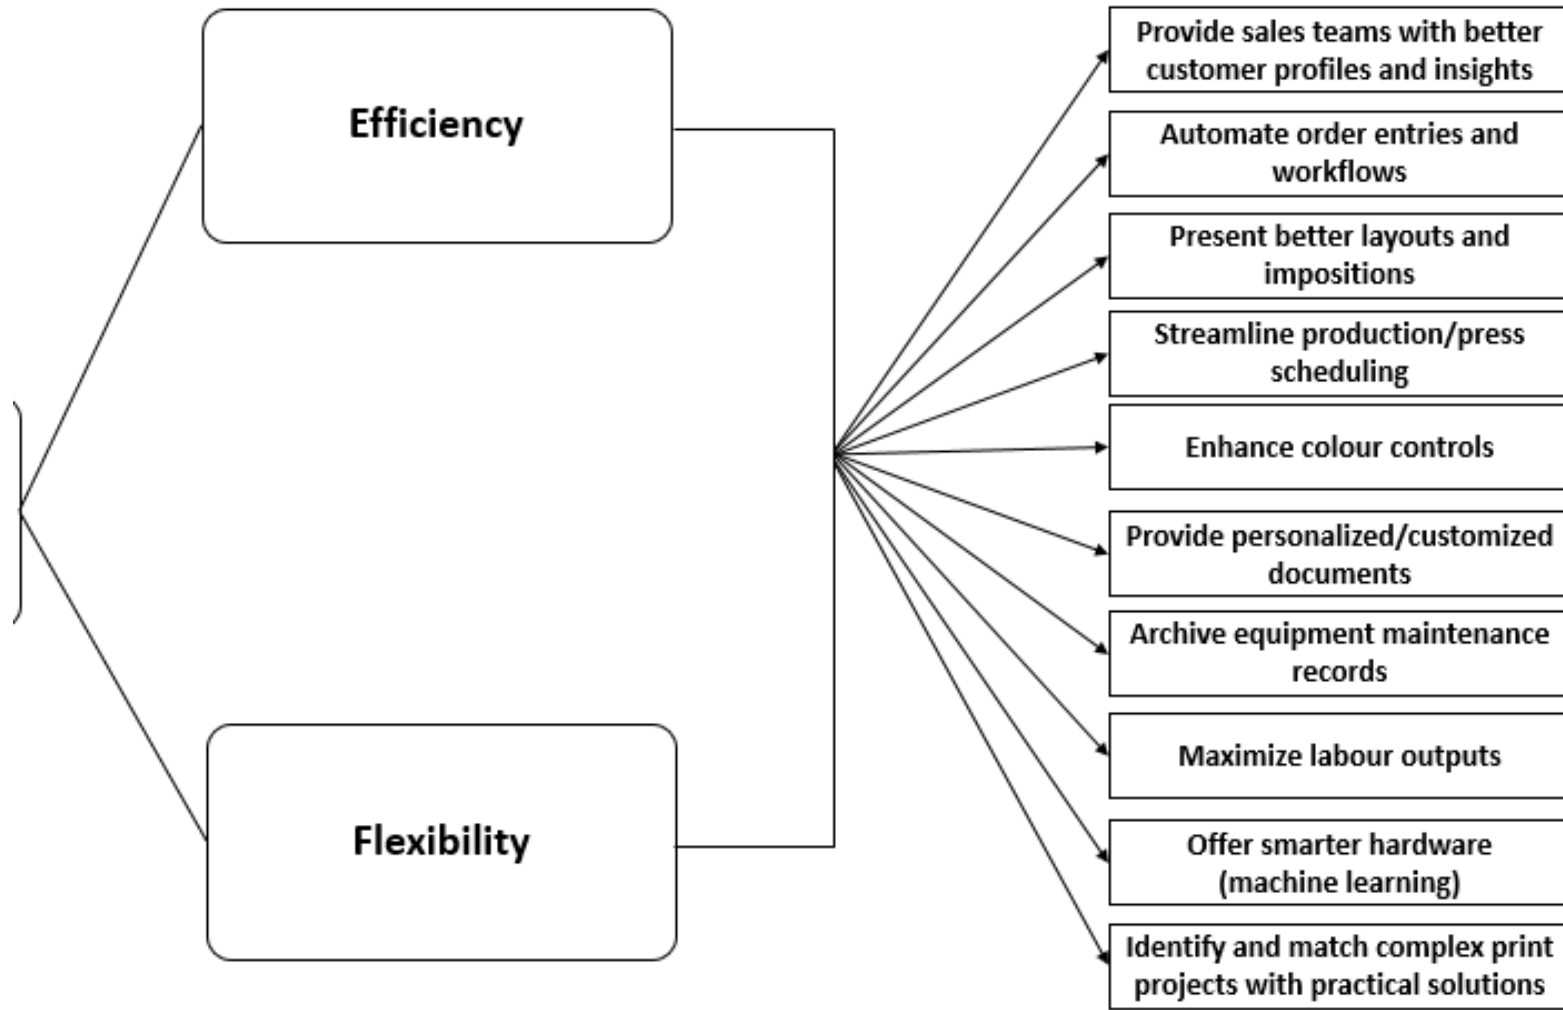 Efficiency
Flexibility
Provide sales teams with better
customer profiles and insights
Automate order entries and
workflows
Present better layouts and
impositions
Streamline production/press
scheduling
Enhance colour controls
Provide personalized/customized
documents
Archive equipment maintenance
records
Maximize labour outputs
Offer smarter hardware
(machine learning)
Identify and match complex print
projects with practical solutions